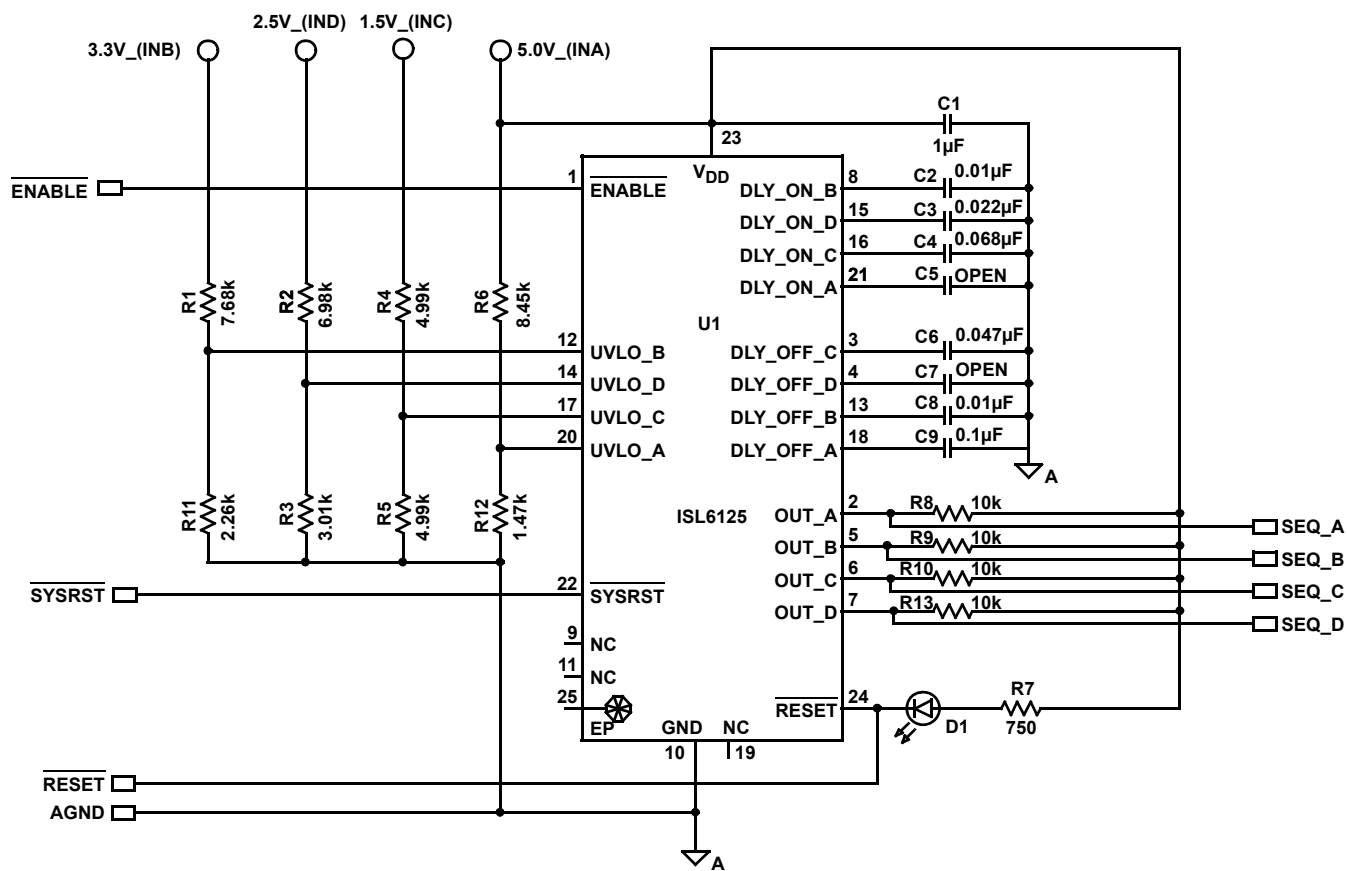 2.5V_(IND) 1.5V_(INC)
3.3V_(INB) 5.0V_(INA)
C1
1µF
23
VDD
ENABLE
1
ENABLE
DLY_ON_B 8 C2 0.01µF
DLY_ON_D 15 C3 0.022µF
DLY_ON_C 16 C4 0.068µF
DLY_ON_A 21 C5 OPEN
R1 7.68k
R2 6.98k
R4 4.99k
R6 8.45k
U1
12 UVLO_B
14 UVLO_D
17 UVLO_C
20 UVLO_A
DLY_OFF_C 3 C6 0.047µF
DLY_OFF_D 4 C7 OPEN
DLY_OFF_B 13 C8 0.01µF
DLY_OFF_A 18 C9 0.1µF
A
R11 2.26k
R3 3.01k
R5 4.99k
R12 1.47k
ISL6125
OUT_A 2 R8 10k
SEQ_A
OUT_B 5 R9 10k
SEQ_B
OUT_C 6 R10 10k
SEQ_C
OUT_D 7 R13 10k
SEQ_D
SYSRST
22 SYSRST
9 NC
11 NC
25
EP
RESET 24
D1
R7
750
GND NC
10 19
RESET
AGND
A